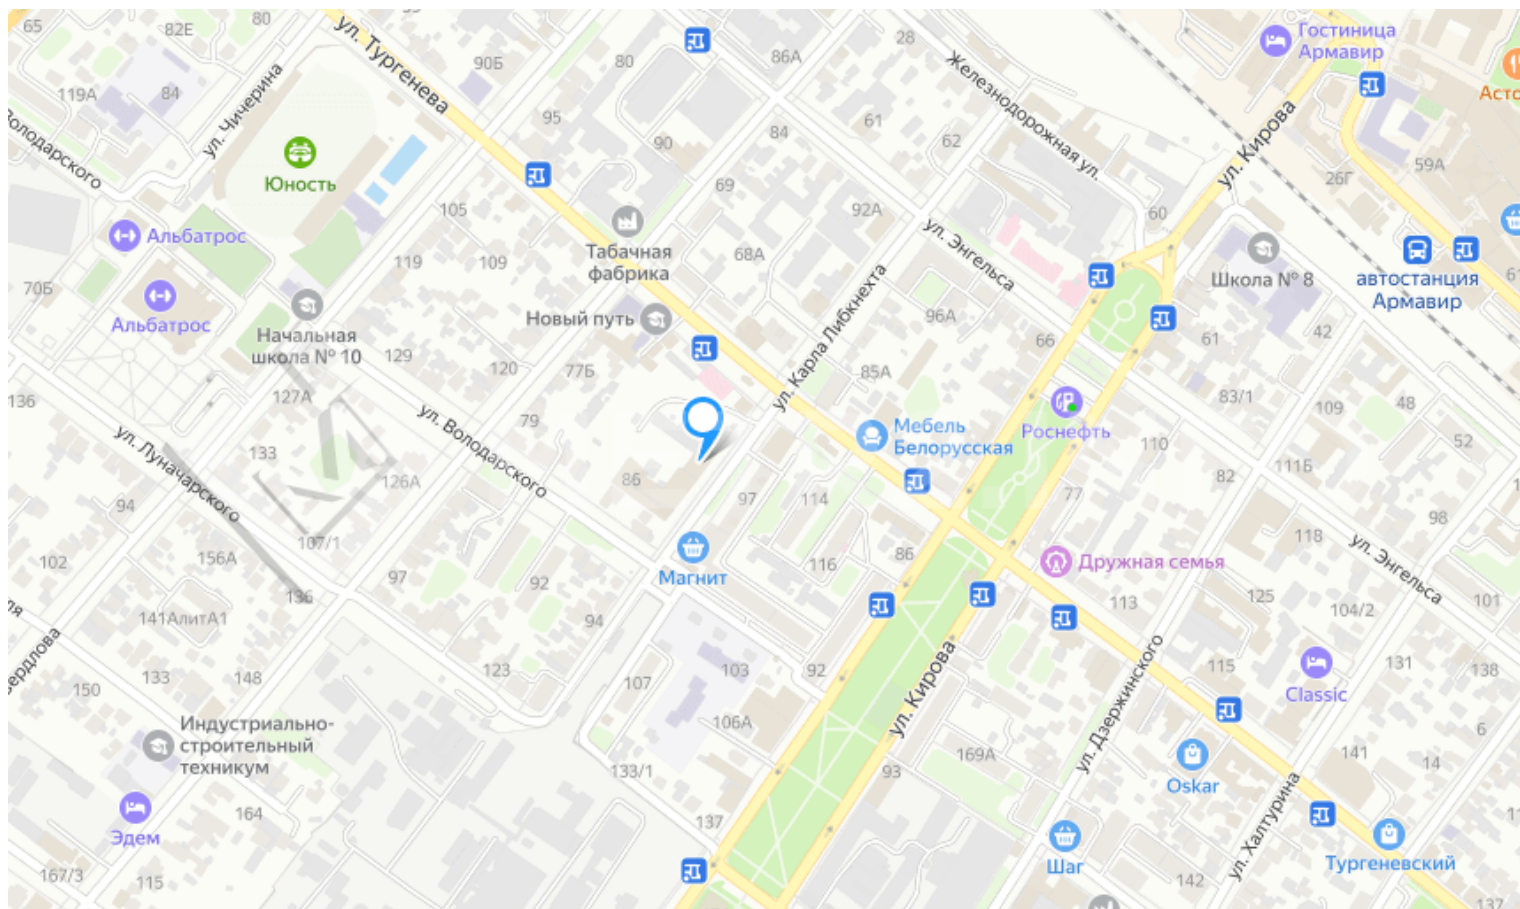 65
82Е
80
ул. Тургенева
90Б
80
86А
28
Гостиница
Армавир
119А
84
ул. Чичерина
95
90
84
61
62
Железнодорожная ул.
ул. Кирова
59А
26Г
Володарского
Юность
105
69
92А
60
Альбатрос
Табачная
фабрика
68А
ул. Энгельса
Школа № 8
автостанция
Армавир
70Б
119
109
Альбатрос
Начальная
школа № 10
Новый путь
ул. Карла Либкнехта
96А
66
61
42
129
120
77Б
85А
83/1
109
48
136
127А
79
ул. Володарского
Мебель
Белорусская
Роснефть
110
52
ул. Луначарского
133
126А
86
97
114
77
82
111Б
94
107/1
98
118
ул. Энгельса
102
156А
97
92
Магнит
116
86
Дружная семья
136
141АлитА1
94
113
125
104/2
101
133
148
150
123
107
103
92
ул. Кирова
ул. Дзержинского
115
Classic
131
138
Индустриально-
строительный
техникум
106А
169А
Oskar
141
6
14
133/1
93
Эдем
164
137
Шаг
ул. Халтурина
Тургеневский
167/3
115
142
137